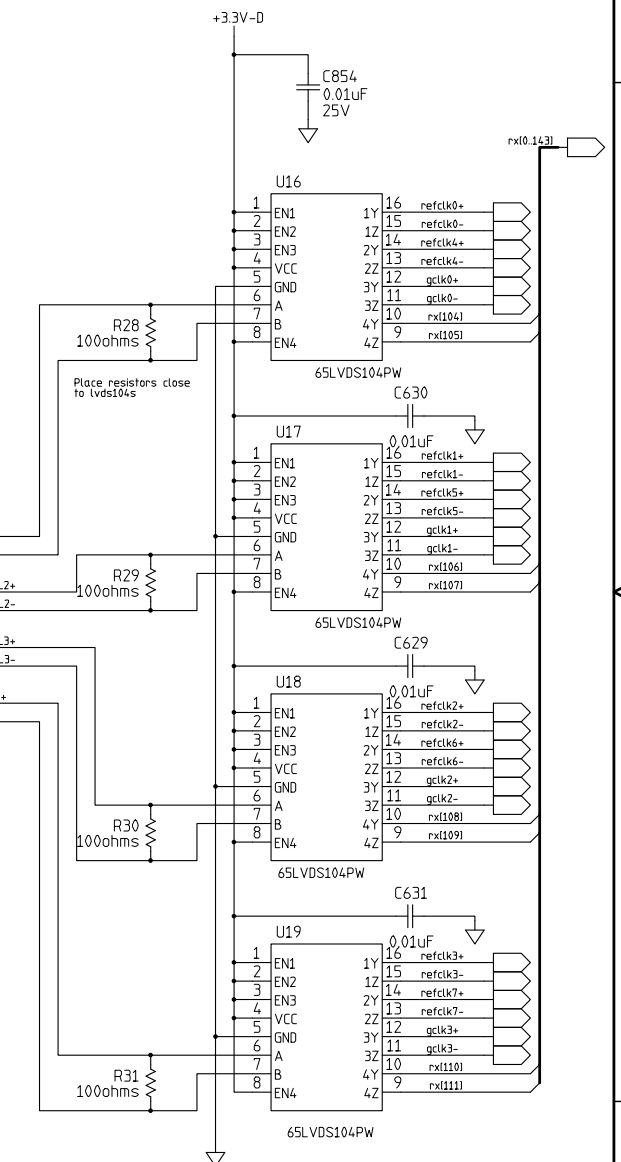 +3.3V-D
C854
0.01uF
25V
rx[0..143]
U16
1 EN1 1Y 16 refclk0+
2 EN2 1Z 15 refclk0-
3 EN3 2Y 14 refclk4+
4 VCC 2Z 13 refclk4-
5 GND 3Y 12 gclk0+
6 A 3Z 11 gclk0-
7 B 4Y 10 rx[104]
8 EN4 4Z 9 rx[105]
R28
100ohms
65LVDS104PW
Place resistors close
to lvds104s
C630
0.01uF
U17
1 EN1 1Y 16 refclk1+
2 EN2 1Z 15 refclk1-
3 EN3 2Y 14 refclk5+
4 VCC 2Z 13 refclk5-
5 GND 3Y 12 gclk1+
6 A 3Z 11 gclk1-
7 B 4Y 10 rx[106]
8 EN4 4Z 9 rx[107]
R29
100ohms
L2+
L2-
65LVDS104PW
L3+
L3-
+
C629
0.01uF
U18
1 EN1 1Y 16 refclk2+
2 EN2 1Z 15 refclk2-
3 EN3 2Y 14 refclk6+
4 VCC 2Z 13 refclk6-
5 GND 3Y 12 gclk2+
6 A 3Z 11 gclk2-
7 B 4Y 10 rx[108]
8 EN4 4Z 9 rx[109]
R30
100ohms
65LVDS104PW
C631
0.01uF
U19
1 EN1 1Y 16 refclk3+
2 EN2 1Z 15 refclk3-
3 EN3 2Y 14 refclk7+
4 VCC 2Z 13 refclk7-
5 GND 3Y 12 gclk3+
6 A 3Z 11 gclk3-
7 B 4Y 10 rx[110]
8 EN4 4Z 9 rx[111]
R31
100ohms
65LVDS104PW